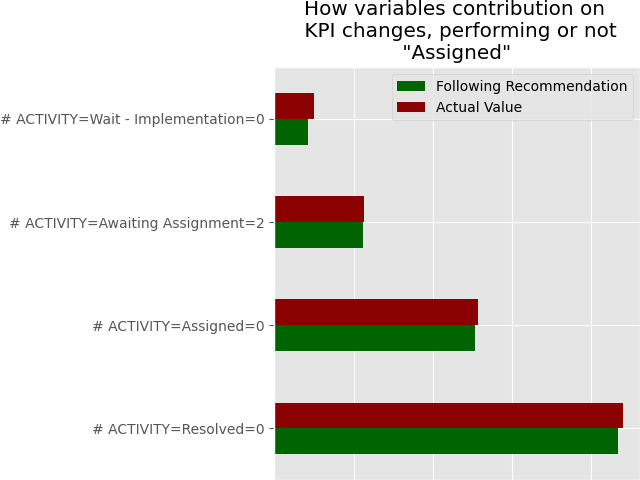 How variables contribution on
KPI changes, performing or not
"Assigned"
Following Recommendation
Actual Value
# ACTIVITY=Wait - Implementation=0
# ACTIVITY=Awaiting Assignment=2
# ACTIVITY=Assigned=0
# ACTIVITY=Resolved=0